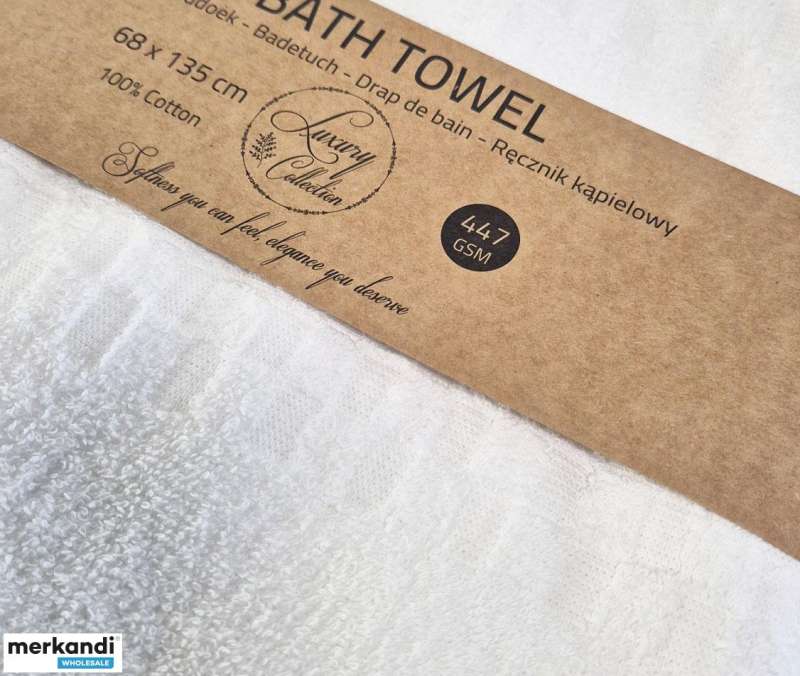 BATH TOWEL
doek - Badetuch - Drap de bain - Ręcznik kąpielowy
68 x 135 cm
100% Cotton
Luxury
Collection
Softness you can feel, elegance you deserve
447
GSM
merkandi
WHOLESALE